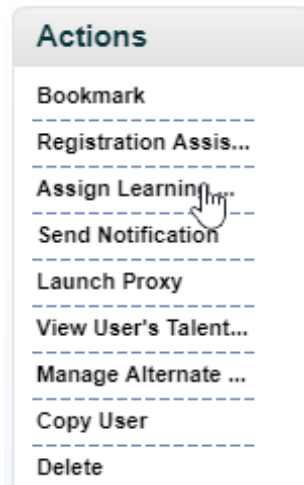 Actions
Bookmark
Registration Assis...
Assign Learning ...
Send Notification
Launch Proxy
View User's Talent...
Manage Alternate ...
Copy User
Delete